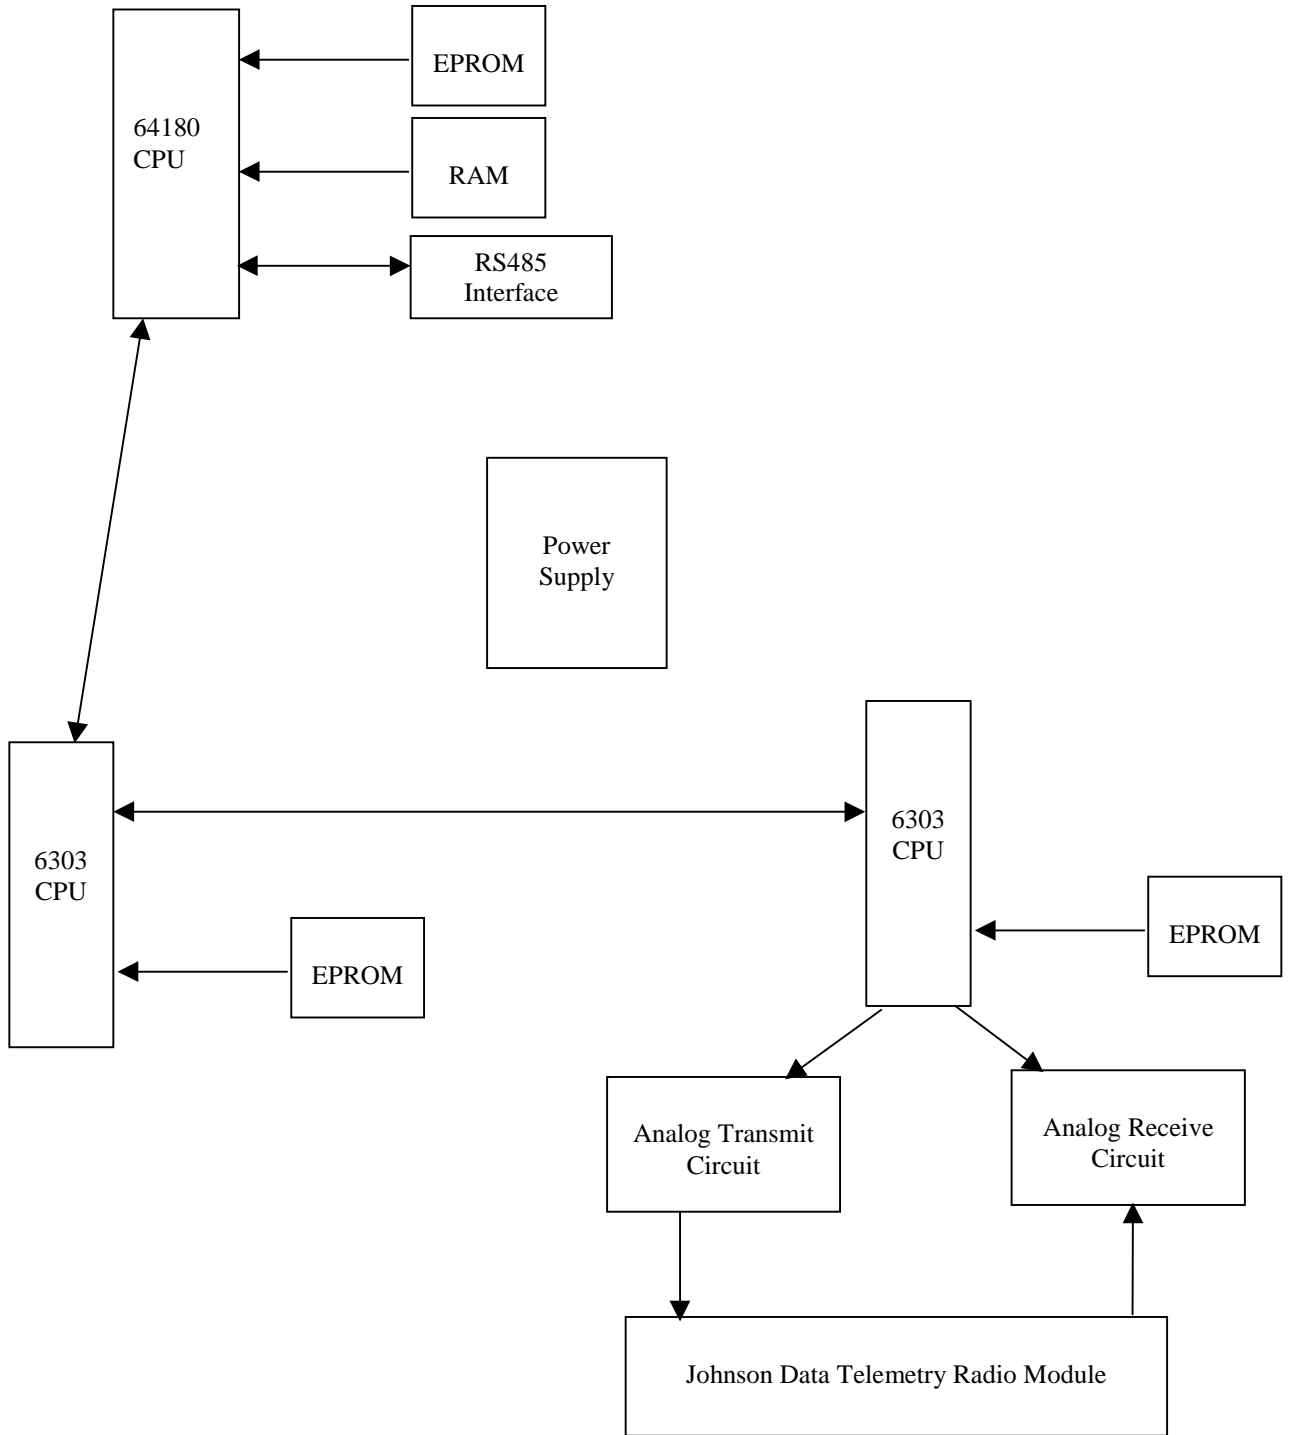 EPROM
64180
CPU
RAM
RS485
Interface
Power
Supply
6303
CPU
6303
CPU
EPROM
EPROM
Analog Transmit
Circuit
Analog Receive
Circuit
Johnson Data Telemetry Radio Module